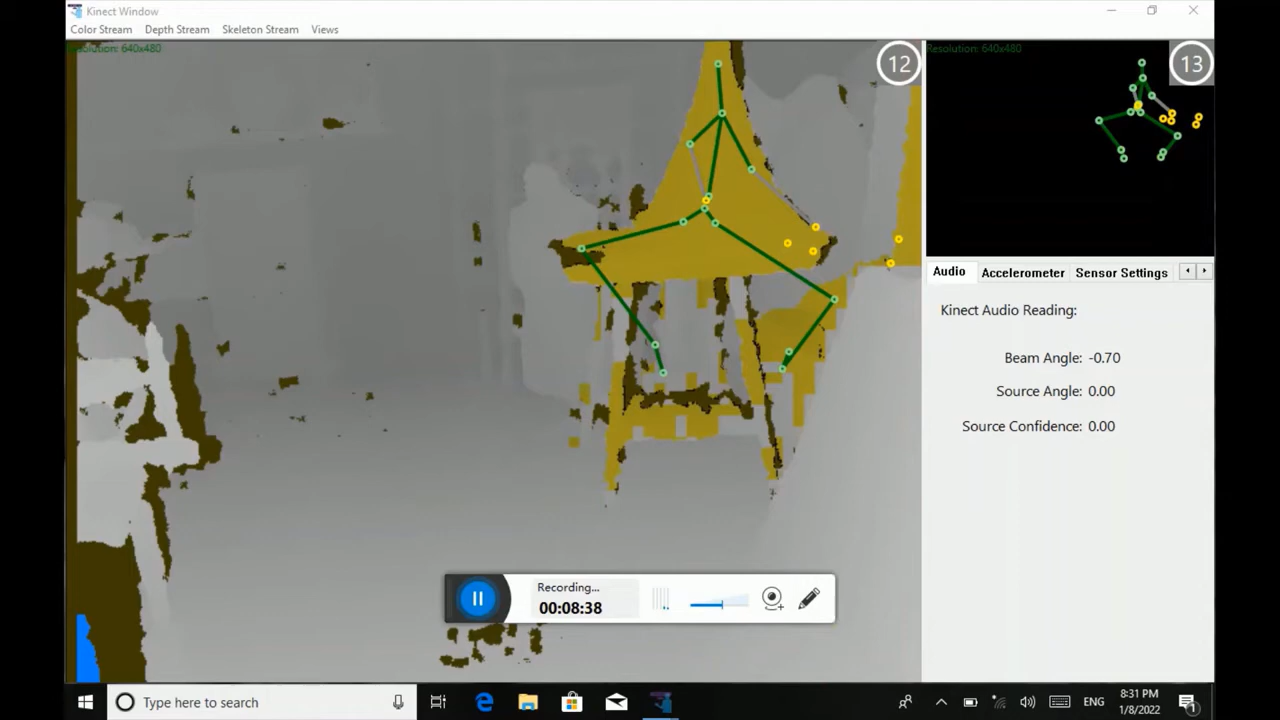 Kinect Window
Color Stream Depth Stream Skeleton Stream Views
esolution: 640x480
12
Resolution: 640x480
13
Audio Accelerometer Sensor Settings
Kinect Audio Reading:
Beam Angle: -0.70
Source Angle: 0.00
Source Confidence: 0.00
Recording...
00:08:38
Type here to search
ENG
8:31 PM
1/8/2022
1